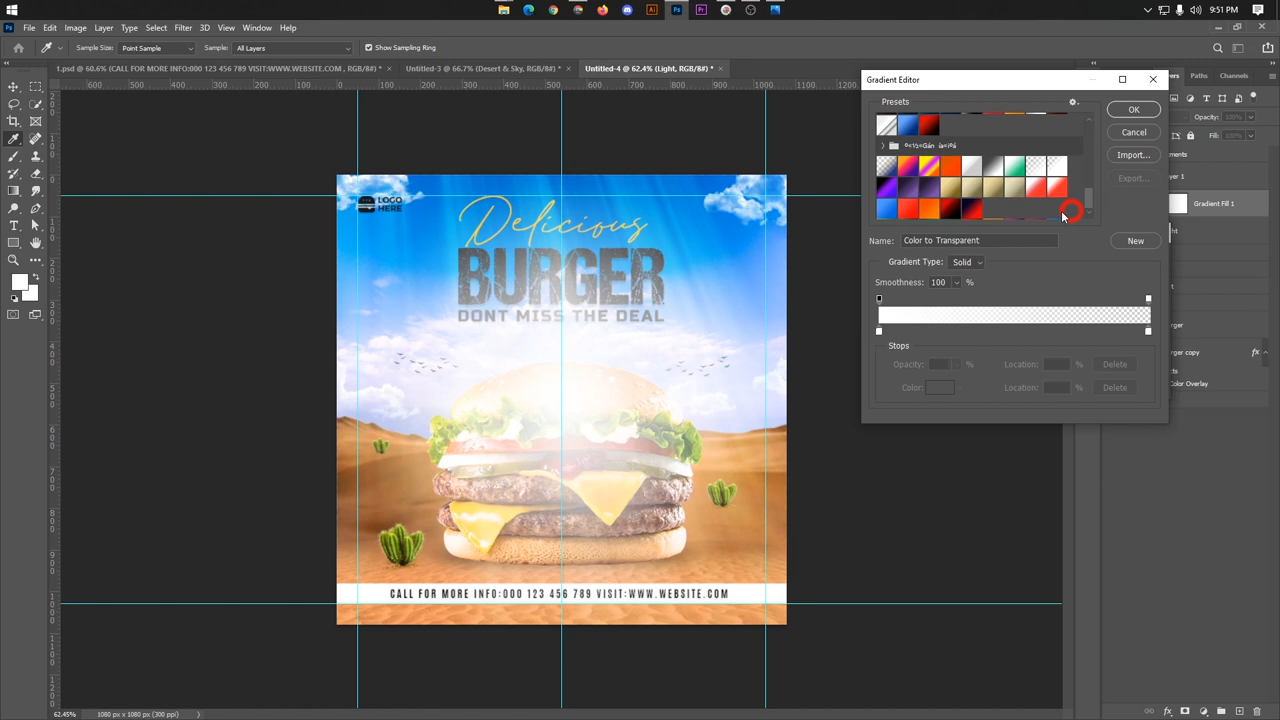 9:51 PM
File Edit Image Layer Type Select Filter 3D View Window Help
Sample Size: Point Sample Sample: All Layers Show Sampling Ring
1.psd @ 60.6% (CALL FOR MORE INFO:000 123 456 789 VISIT:WWW.WEBSITE.COM , RGB/8#) * × Untitled-3 @ 66.7% (Desert & Sky, RGB/8#) * × Untitled-4 @ 62.4% (Light, RGB/8#) * ×
Gradient Editor
Paths Channels
Presets
OK
Cancel
Import...
Export...
Opacity: 100%
Fill: 100%
Gradient Fill 1
Name: Color to Transparent
New
Gradient Type: Solid
Smoothness: 100 %
Stops
Opacity: % Location: % Delete
Color: Location: % Delete
Color Overlay
LOGO
HERE
Delicious
BURGER
DONT MISS THE DEAL
CALL FOR MORE INFO:000 123 456 789 VISIT:WWW.WEBSITE.COM
62.45% 1080 px x 1080 px (300 ppi)